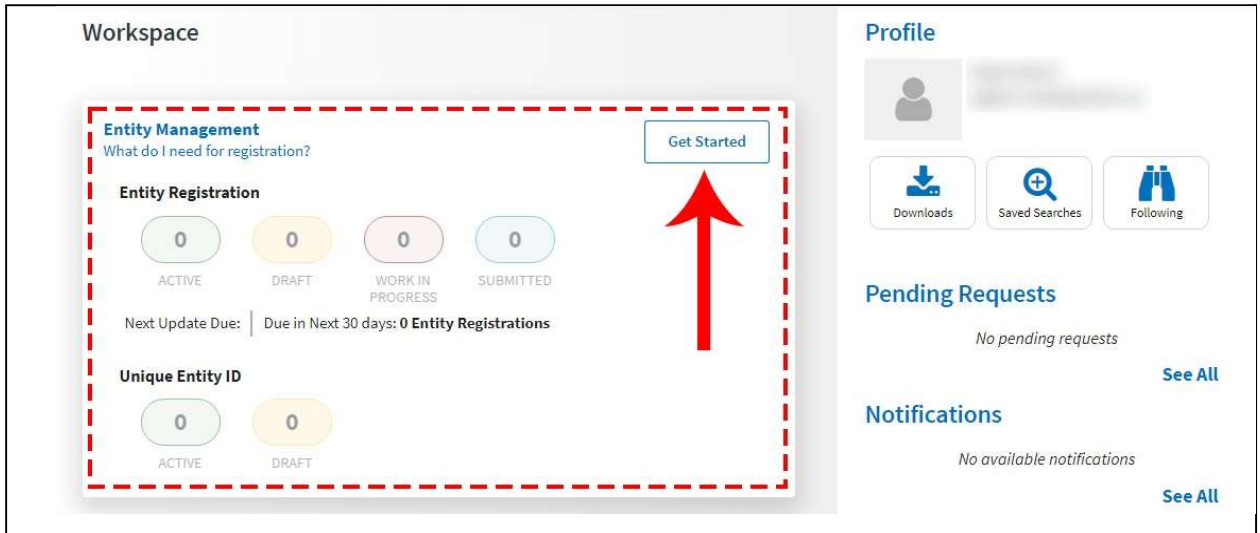 Workspace
Entity Management
What do I need for registration?
Get Started
Entity Registration
0 0 0 0
ACTIVE DRAFT WORK IN PROGRESS SUBMITTED
Next Update Due: Due in Next 30 days: 0 Entity Registrations
Unique Entity ID
0 0
ACTIVE DRAFT
Profile
Downloads Saved Searches Following
Pending Requests
No pending requests
See All
Notifications
No available notifications
See All